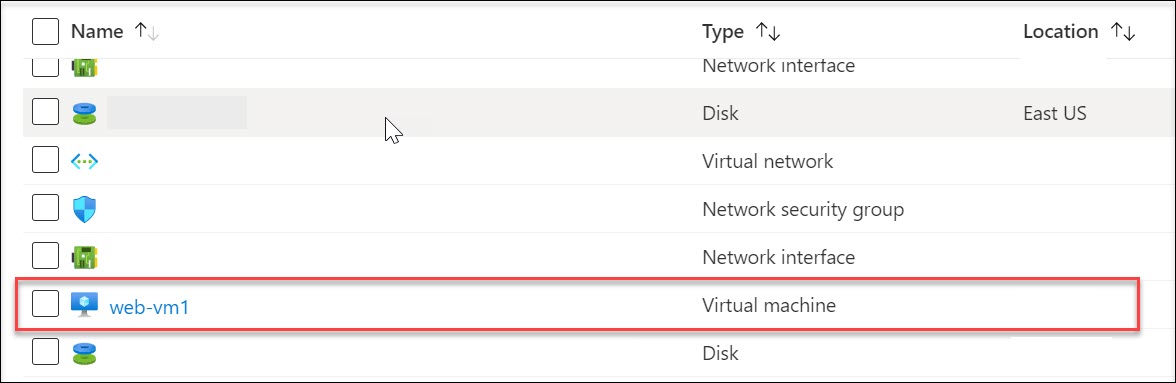 Name Type Location
Network interface
Disk East US
Virtual network
Network security group
Network interface
web-vm1 Virtual machine
Disk